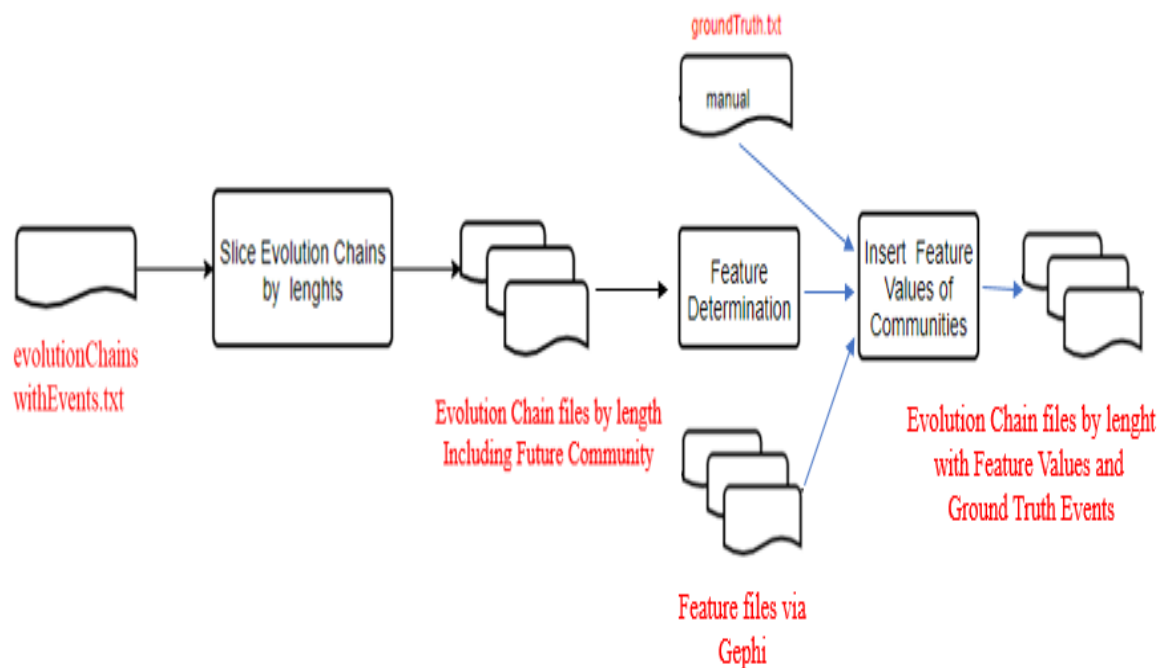 groundTruth.txt
manual
Slice Evolution Chains
by lenghts
Feature
Determination
Insert Feature
Values of
Communities
evolutionChains
withEvents.txt
Evolution Chain files by length
Including Future Community
Evolution Chain files by lenght
with Feature Values and
Ground Truth Events
Feature files via
Gephi